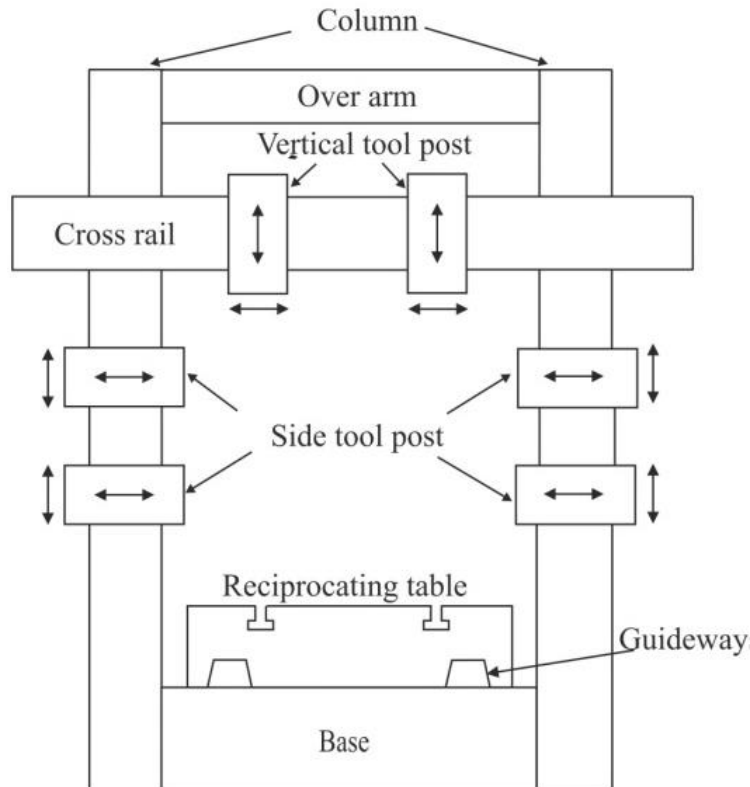 Column
Over arm
Vertical tool post
Cross rail
Side tool post
Reciprocating table
Guideways
Base